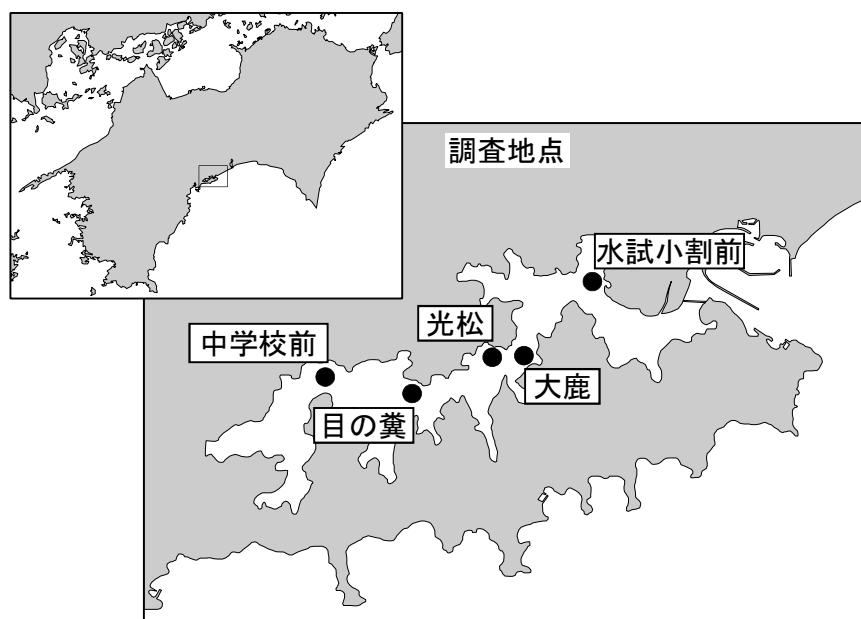 調査地点
水試小割前
光松
中学校前
大鹿
目の糞